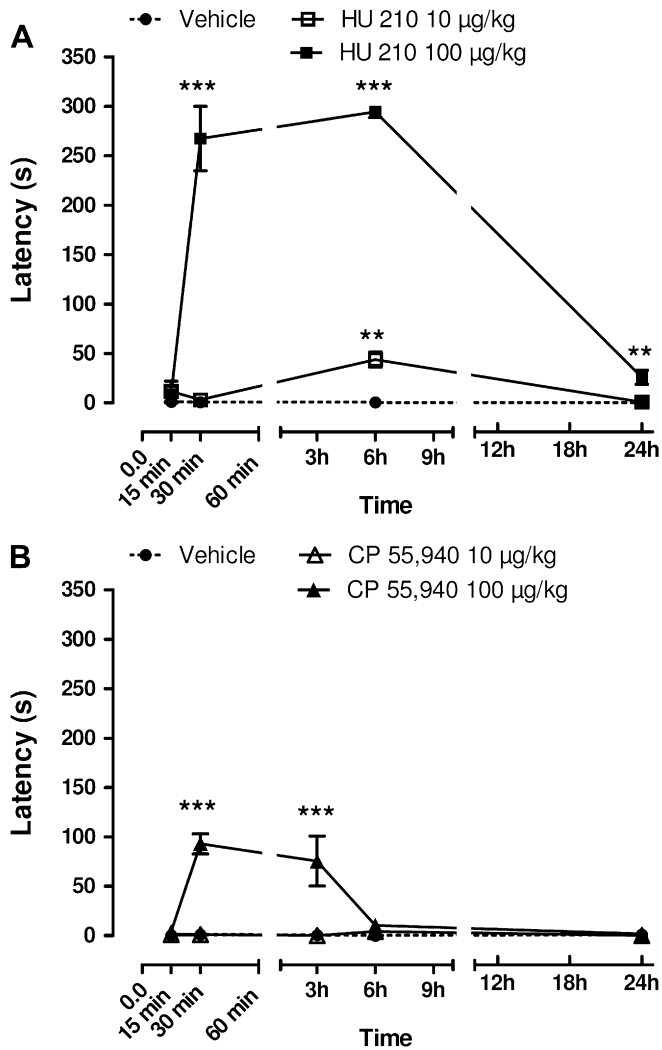 A
Vehicle
HU 210 10 µg/kg
HU 210 100 µg/kg
350
300
250
200
150
100
50
0
Latency (s)
***
***
**
**
0.0
15 min
30 min
60 min
3h
6h
9h
12h
18h
24h
Time
B
Vehicle
CP 55,940 10 µg/kg
CP 55,940 100 µg/kg
350
300
250
200
150
100
50
0
Latency (s)
***
***
0.0
15 min
30 min
60 min
3h
6h
9h
12h
18h
24h
Time